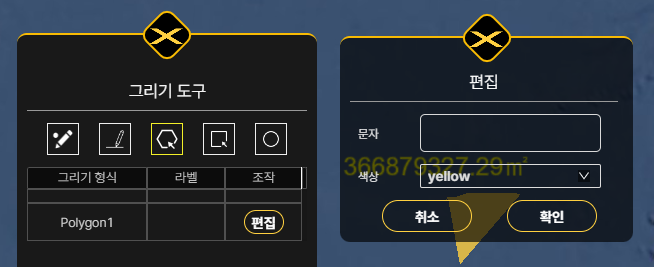 그리기 도구
그리기 형식 라벨 조작
Polygon1 편집
편집
문자
366879327.29㎡
색상 yellow
취소 확인